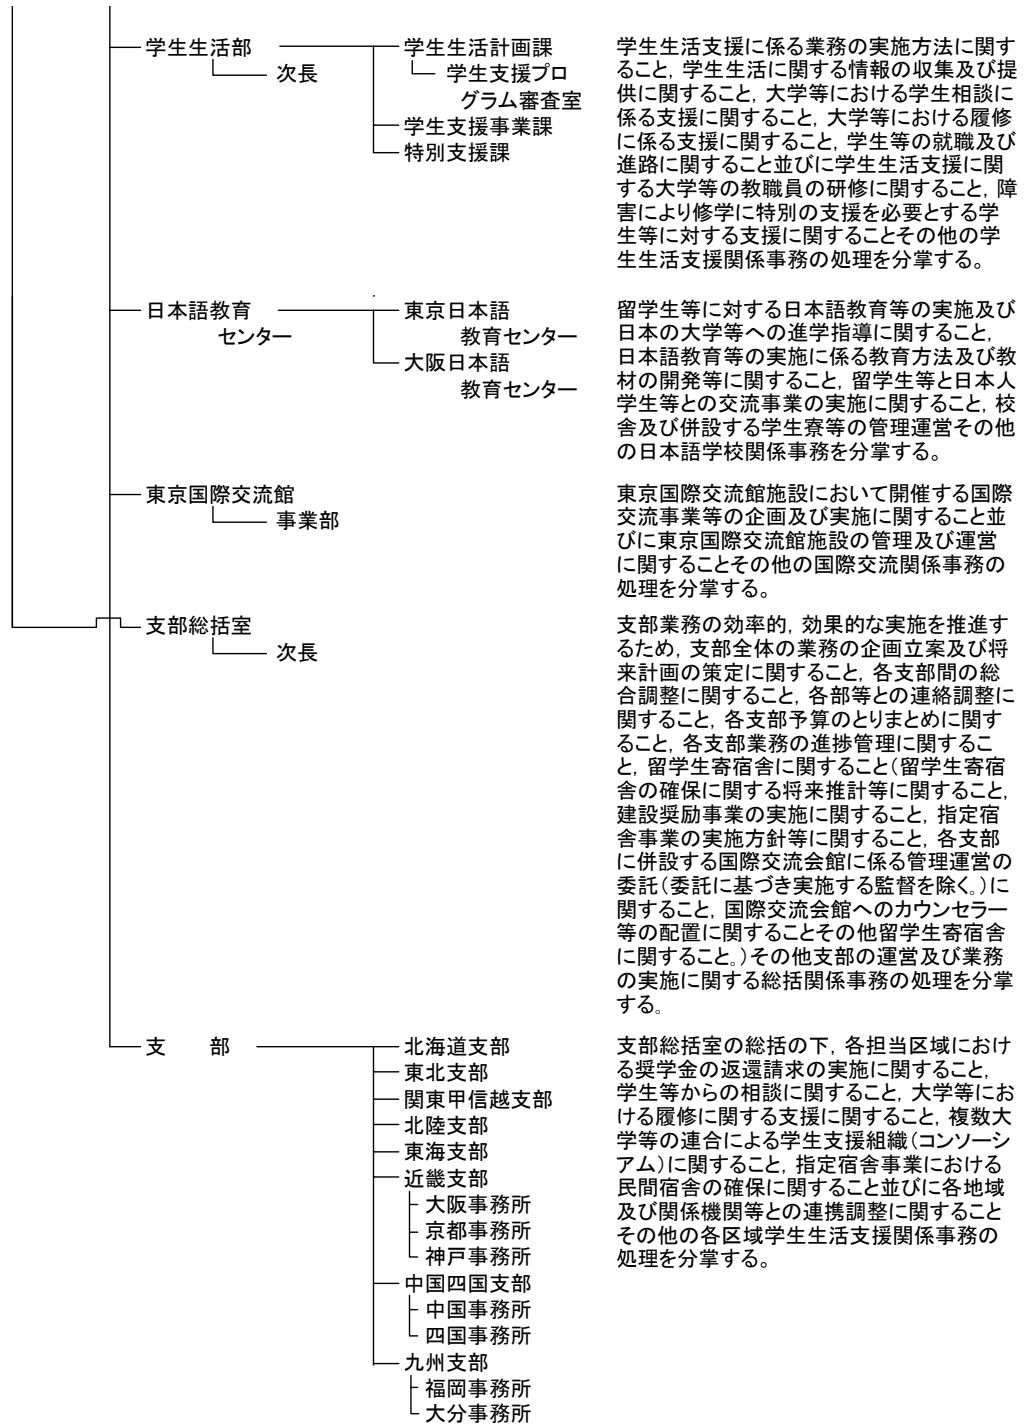 学生生活部
次長
学生生活計画課
学生支援プロ
グラム審査室
学生支援事業課
特別支援課
学生生活支援に係る業務の実施方法に関す
ること，学生生活に関する情報の収集及び提
供に関すること，大学等における学生相談に
係る支援に関すること，大学等における履修
に係る支援に関すること，学生等の就職及び
進路に関すること並びに学生生活支援に関
する大学等の教職員の研修に関すること，障
害により修学に特別の支援を必要とする学
生等に対する支援に関することその他の学
生生活支援関係事務の処理を分掌する。
日本語教育
センター
東京日本語
教育センター
大阪日本語
教育センター
留学生等に対する日本語教育等の実施及び
日本の大学等への進学指導に関すること，
日本語教育等の実施に係る教育方法及び教
材の開発等に関すること，留学生等と日本人
学生等との交流事業の実施に関すること，校
舎及び併設する学生寮等の管理運営その他
の日本語学校関係事務を分掌する。
東京国際交流館
事業部
東京国際交流館施設において開催する国際
交流事業等の企画及び実施に関すること並
びに東京国際交流館施設の管理及び運営
に関することその他の国際交流関係事務の
処理を分掌する。
支部総括室
次長
支部業務の効率的，効果的な実施を推進す
るため，支部全体の業務の企画立案及び将
来計画の策定に関すること，各支部間の総
合調整に関すること，各部等との連絡調整に
関すること，各支部予算のとりまとめに関す
ること，各支部業務の進捗管理に関するこ
と，留学生寄宿舎に関すること（留学生寄宿
舎の確保に関する将来推計等に関すること，
建設奨励事業の実施に関すること，指定宿
舎事業の実施方針等に関すること，各支部
に併設する国際交流会館に係る管理運営の
委託（委託に基づき実施する監督を除く。）に
関すること，国際交流会館へのカウンセラー
等の配置に関することその他留学生寄宿舎
に関すること。）その他支部の運営及び業務
の実施に関する総括関係事務の処理を分掌
する。
支　部
北海道支部
東北支部
関東甲信越支部
北陸支部
東海支部
近畿支部
大阪事務所
京都事務所
神戸事務所
中国四国支部
中国事務所
四国事務所
九州支部
福岡事務所
大分事務所
支部総括室の総括の下，各担当区域におけ
る奨学金の返還請求の実施に関すること，
学生等からの相談に関すること，大学等にお
ける履修に関する支援に関すること，複数大
学等の連合による学生支援組織（コンソーシ
アム）に関すること，指定宿舎事業における
民間宿舎の確保に関すること並びに各地域
及び関係機関等との連携調整に関すること
その他の各区域学生生活支援関係事務の
処理を分掌する。